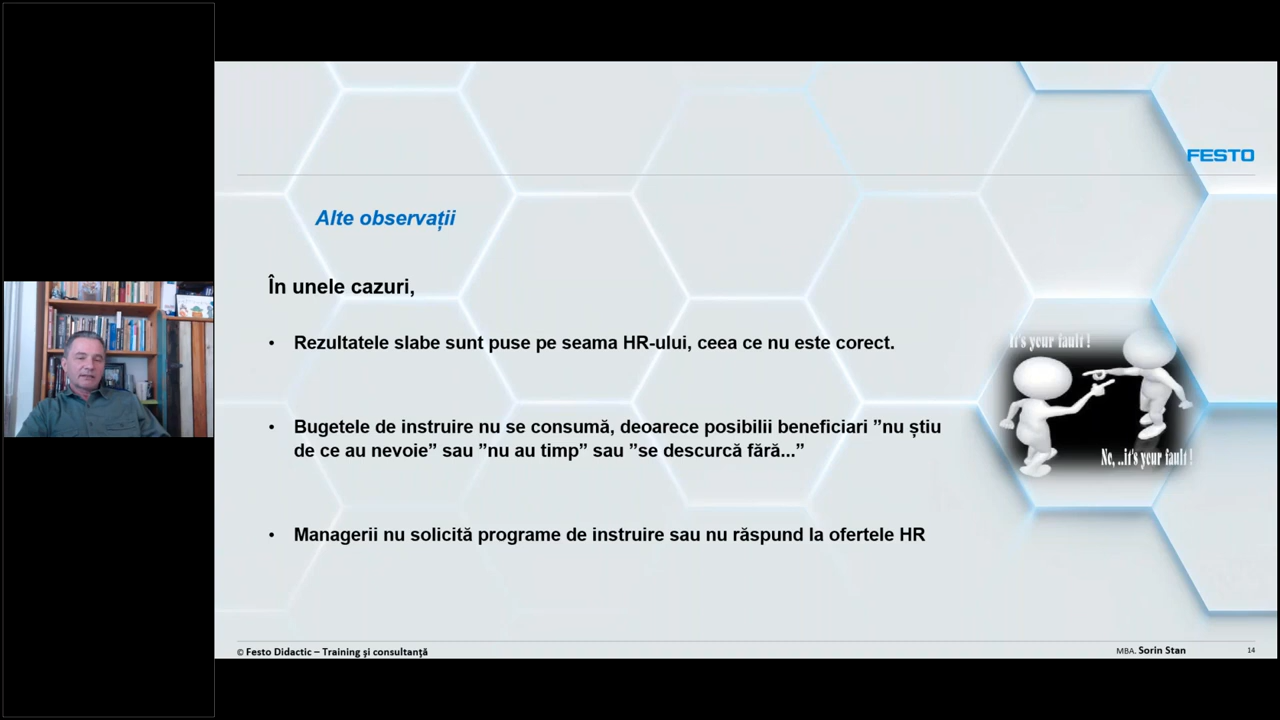 FESTO
Alte observații
În unele cazuri,
• Rezultatele slabe sunt puse pe seama HR-ului, ceea ce nu este corect.
• Bugetele de instruire nu se consumă, deoarece posibilii beneficiari ”nu știu
de ce au nevoie” sau ”nu au timp” sau ”se descurcă fără...”
• Managerii nu solicită programe de instruire sau nu răspund la ofertele HR
It's your fault !
No, ..it's your fault !
© Festo Didactic – Training și consultanță
MBA. Sorin Stan
14